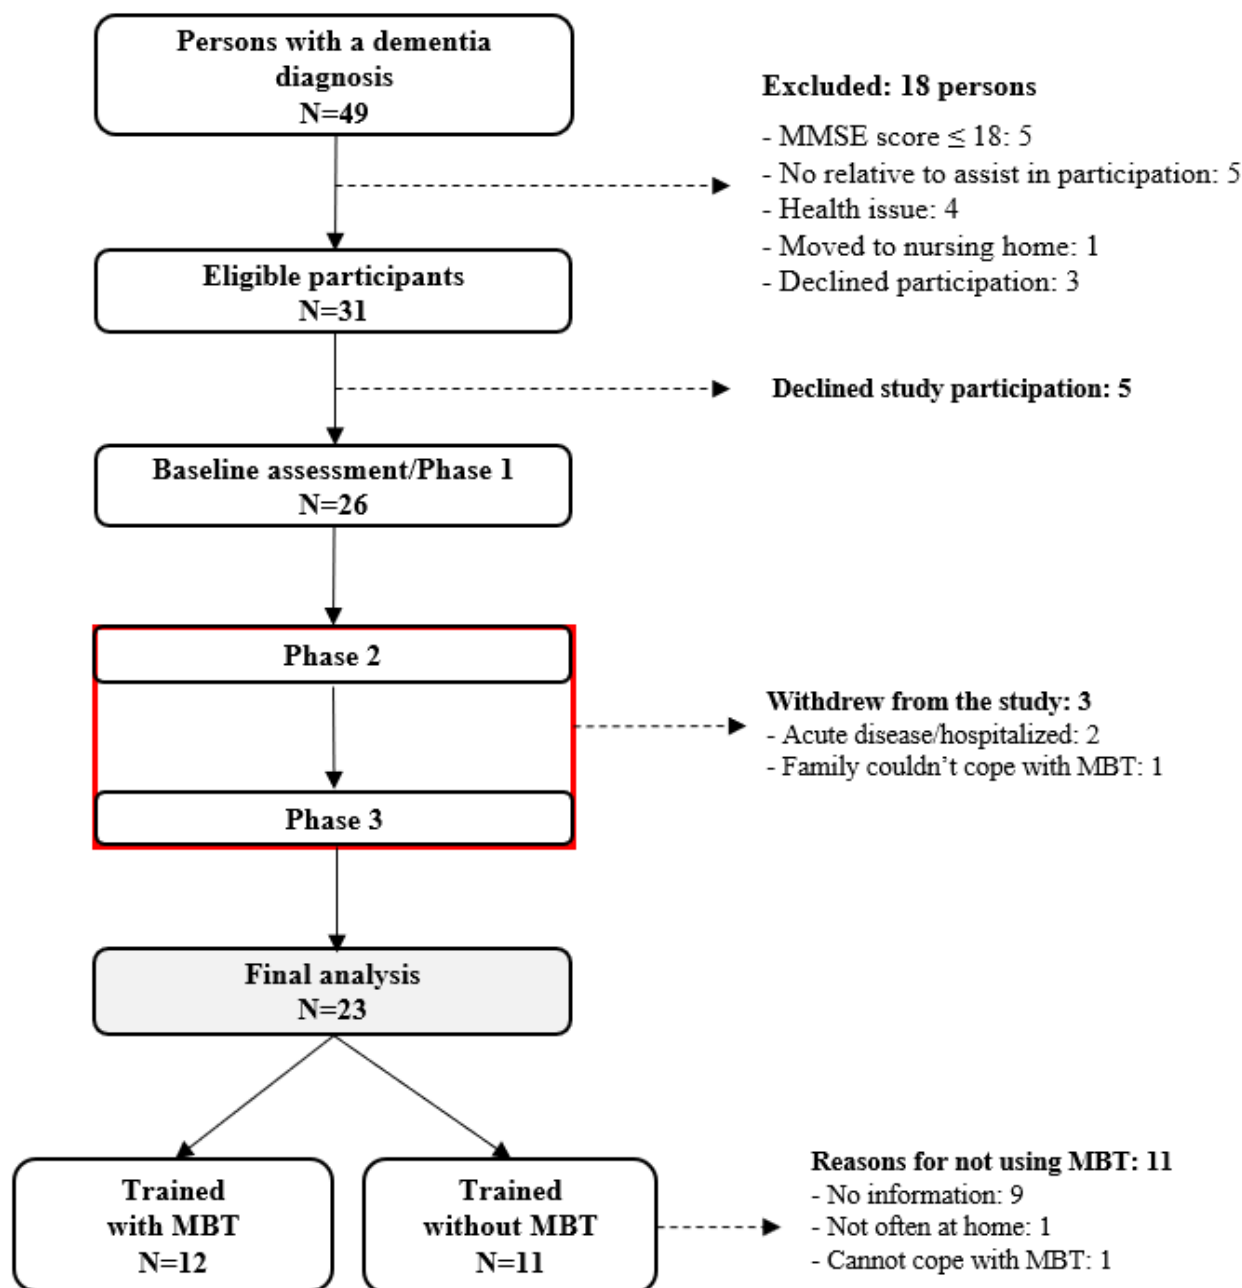 Persons with a dementia
diagnosis
N=49
Excluded: 18 persons
- MMSE score ≤ 18: 5
- No relative to assist in participation: 5
- Health issue: 4
- Moved to nursing home: 1
- Declined participation: 3
Eligible participants
N=31
Declined study participation: 5
Baseline assessment/Phase 1
N=26
Phase 2
Withdrew from the study: 3
- Acute disease/hospitalized: 2
- Family couldn’t cope with MBT: 1
Phase 3
Final analysis
N=23
Trained
with MBT
N=12
Trained
without MBT
N=11
Reasons for not using MBT: 11
- No information: 9
- Not often at home: 1
- Cannot cope with MBT: 1